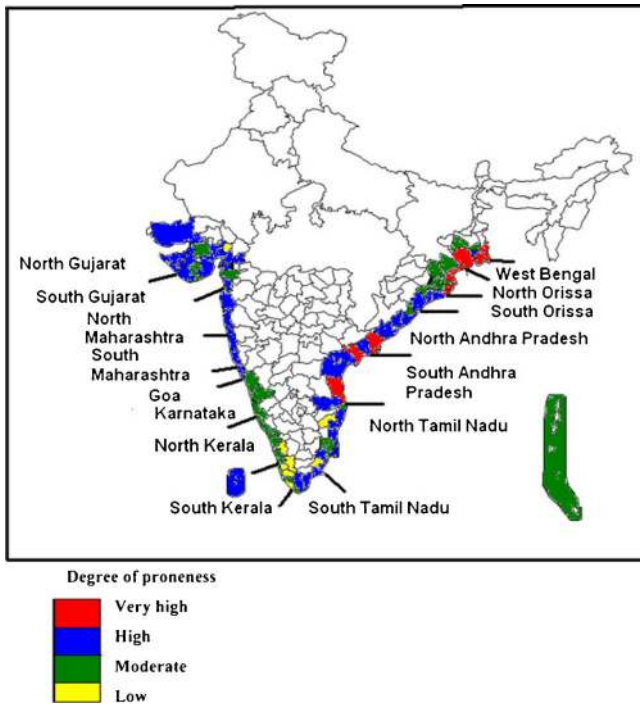 North Gujarat
South Gujarat
North
Maharashtra
South
Maharashtra
Goa
Karnataka
North Kerala
South Kerala
South Tamil Nadu
West Bengal
North Orissa
South Orissa
North Andhra Pradesh
South Andhra
Pradesh
North Tamil Nadu
Degree of proneness
Very high
High
Moderate
Low